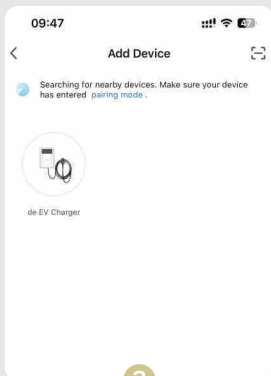 09:47
47
Add Device
Searching for nearby devices. Make sure your device
has entered pairing mode .
de EV Charger